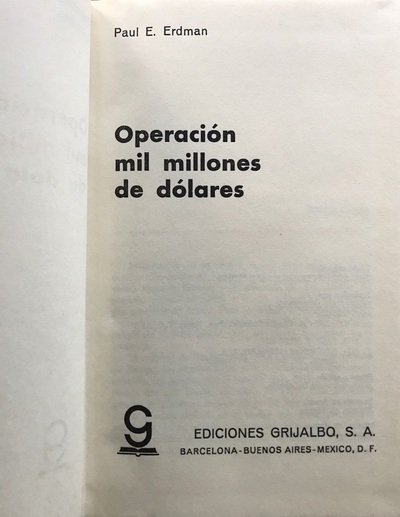 Paul E. Erdman
Operación
mil millones
de dólares
EDICIONES GRIJALBO, S. A.
BARCELONA-BUENOS AIRES-MEXICO, D. F.